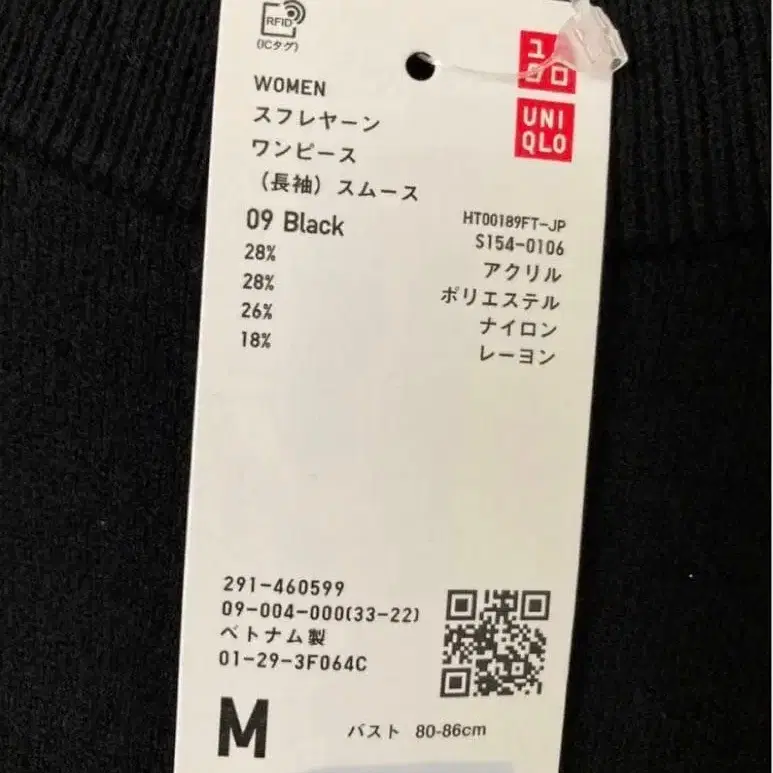 RFID
(ICタグ)
ユニ
クロ
UNI
QLO
WOMEN
スフレヤーン
ワンピース
（長袖）スムース
09 Black
HT00189FT-JP
S154-0106
28% アクリル
28% ポリエステル
26% ナイロン
18% レーヨン
291-460599
09-004-000(33-22)
ベトナム製
01-29-3F064C
M バスト 80-86cm